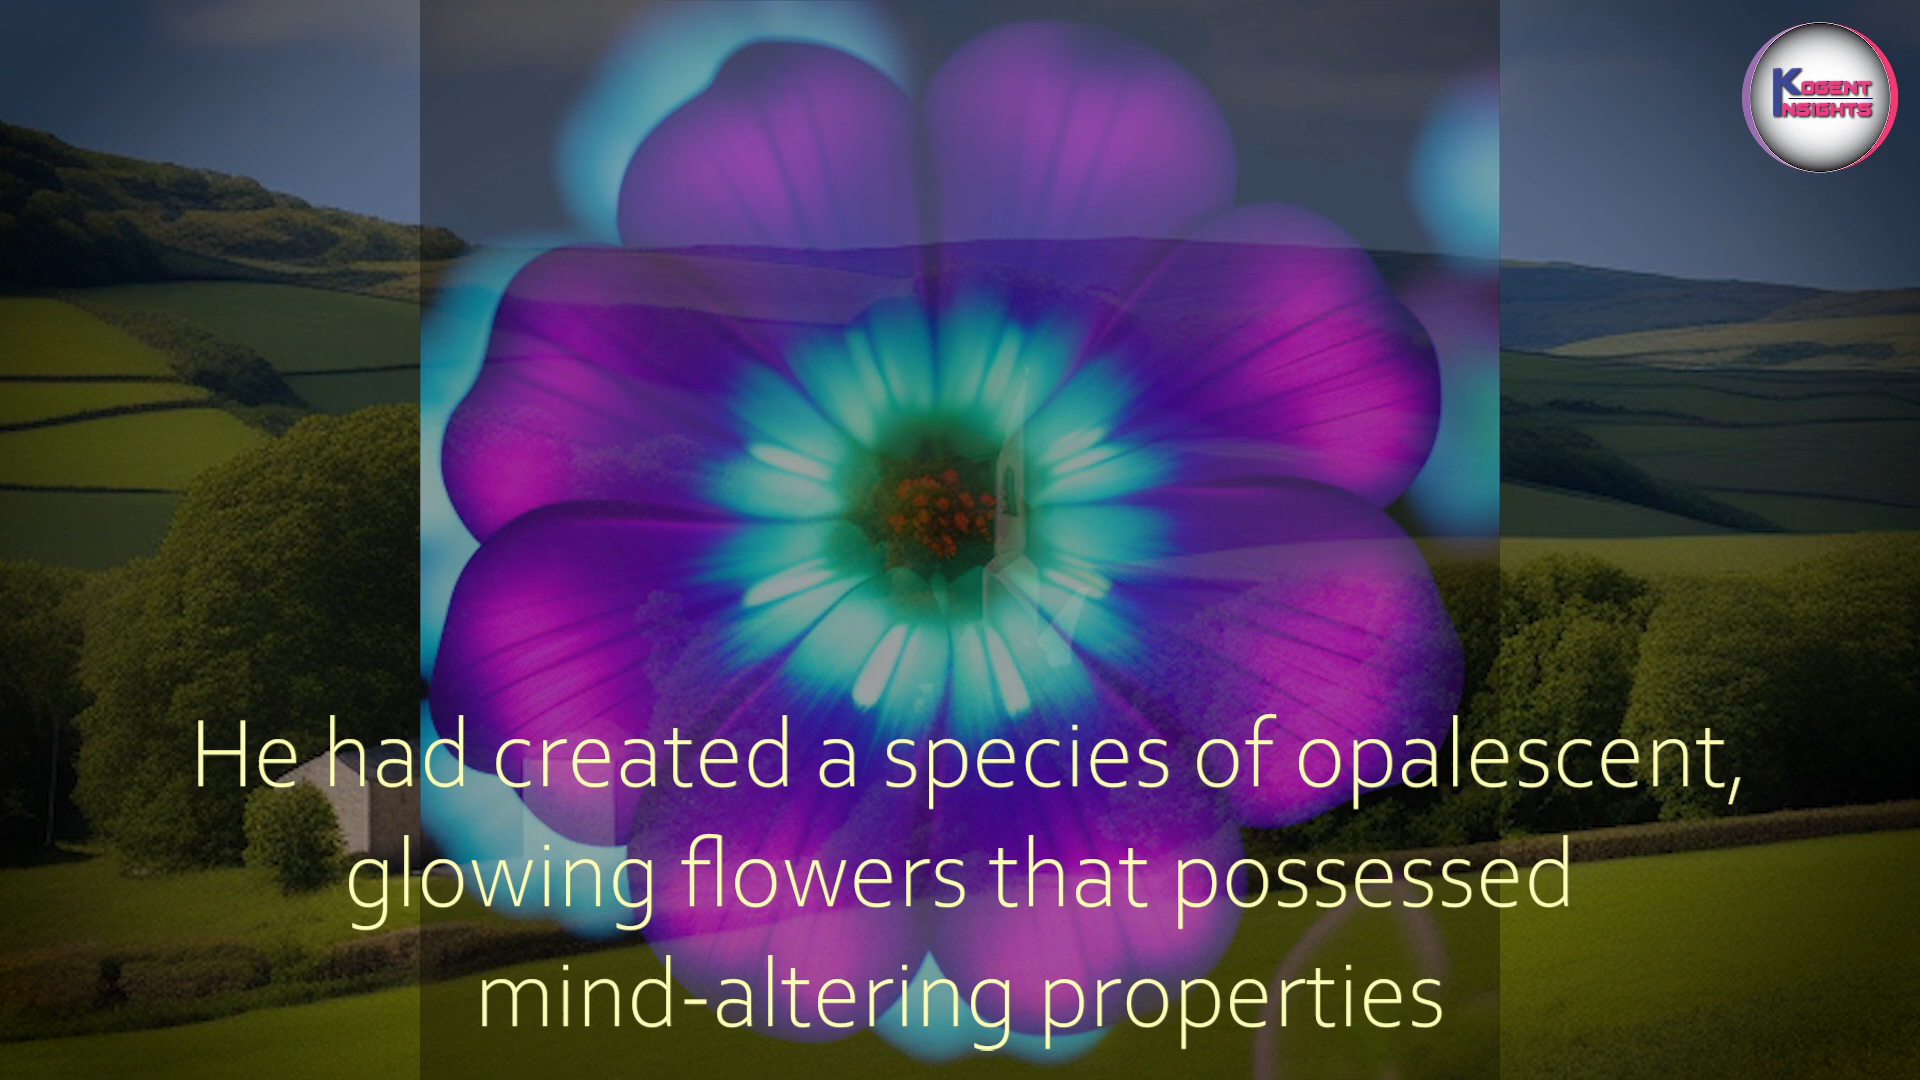 KOGENT
INSIGHTS
He had created a species of opalescent,
glowing flowers that possessed
mind-altering properties